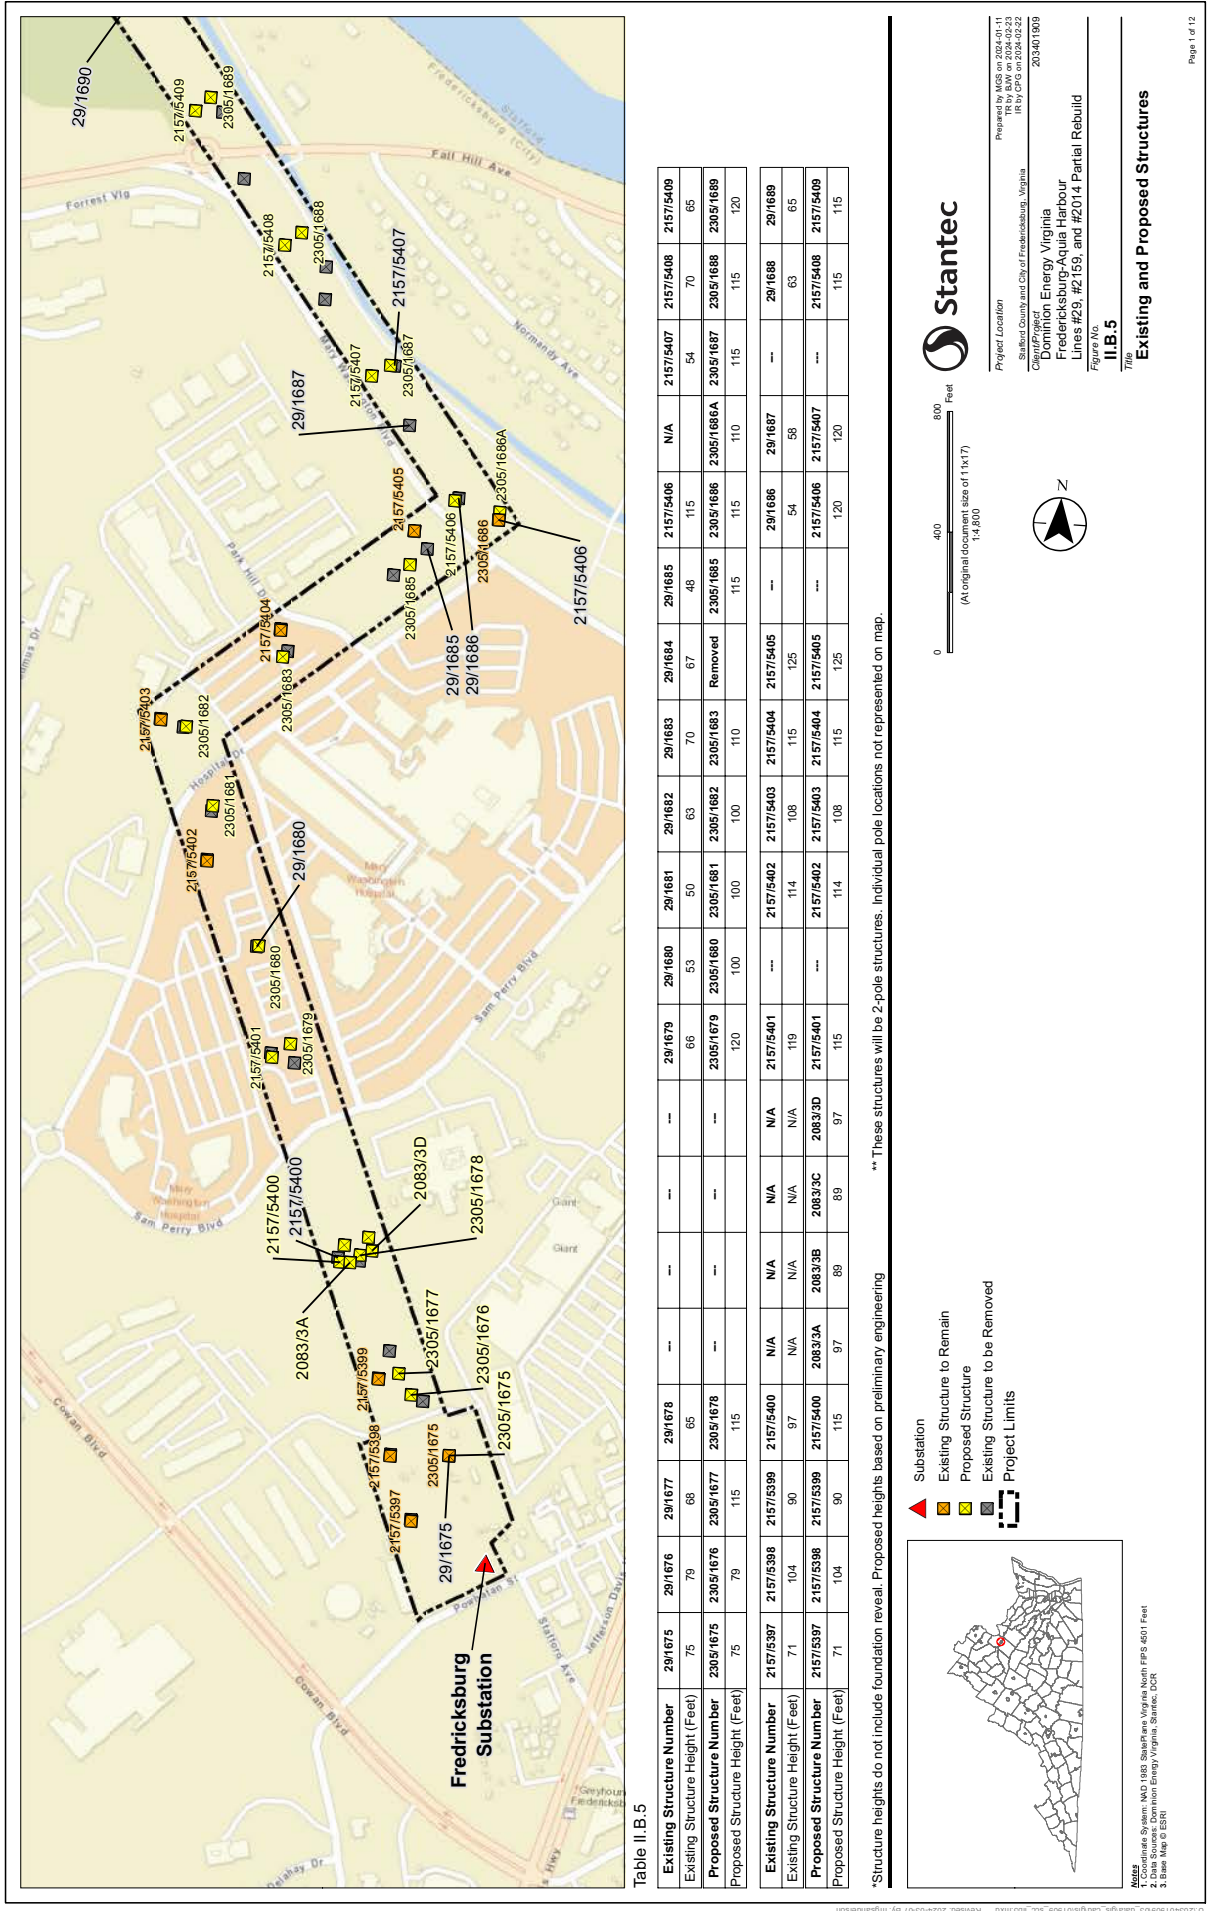 29/1690
2157/5409
2305/1689
Forrest Vlg
Fall Hill Ave
Stafford
Fredericksburg (City)
2157/5408
2305/1688
2157/5407
2157/5407
2305/1687
29/1687
Normandy Ave
2157/5405
2305/1686A
2157/5406
2305/1686
2157/5406
2305/1685
29/1685
29/1686
2157/5404
2305/1683
2157/5403
2305/1682
Hospital Dr
2305/1681
2157/5402
29/1680
Mary
Washington
Hospital
2305/1680
Sam Perry Blvd
2157/5401
2305/1679
Mary
Washington
Hospital
Sam Perry Blvd
2157/5400
2157/5400
2083/3D
2305/1678
Giant
Giant
2083/3A
2305/1677
2305/1676
2157/5399
2305/1675
2157/5398
2305/1675
2157/5397
29/1675
Cowan Blvd
Cowan Blvd
Powhatan St
Stafford Ave
Jefferson Davis
Fredricksburg
Substation
Greyhound
Hwy
Table II.B.5
Existing Structure Number 29/1675 29/1676 29/1677 29/1678 --- --- --- --- 29/1679 29/1680 29/1681 29/1682 29/1683 29/1684 29/1685 2157/5406 N/A 2157/5407 2157/5408 2157/5409
Existing Structure Height (Feet) 75 79 68 65 66 53 50 63 70 67 48 115 54 70 65
Proposed Structure Number 2305/1675 2305/1676 2305/1677 2305/1678 --- --- --- --- 2305/1679 2305/1680 2305/1681 2305/1682 2305/1683 Removed 2305/1685 2305/1686 2305/1686A 2305/1687 2305/1688 2305/1689
Proposed Structure Height (Feet) 75 79 115 115 120 100 100 100 110 115 115 110 115 115 120
Existing Structure Number 2157/5397 2157/5398 2157/5399 2157/5400 N/A N/A N/A N/A 2157/5401 --- 2157/5402 2157/5403 2157/5404 2157/5405 --- 29/1686 29/1687 --- 29/1688 29/1689
Existing Structure Height (Feet) 71 104 90 97 N/A N/A N/A N/A 119 114 108 115 125 54 58 63 65
Proposed Structure Number 2157/5397 2157/5398 2157/5399 2157/5400 2083/3A 2083/3B 2083/3C 2083/3D 2157/5401 --- 2157/5402 2157/5403 2157/5404 2157/5405 --- 2157/5406 2157/5407 --- 2157/5408 2157/5409
Proposed Structure Height (Feet) 71 104 90 115 97 89 89 97 115 114 108 115 125 120 120 115 115
*Structure heights do not include foundation reveal. Proposed heights based on preliminary engineering
** These structures will be 2-pole structures. Individual pole locations not represented on map.
Substation
Existing Structure to Remain
Proposed Structure
Existing Structure to be Removed
Project Limits
0 400 800
Feet
(At original document size of 11x17)
1:4,800
N
Stantec
Project Location
Stafford County and City of Fredericksburg, Virginia
Prepared by MGS on 2024-01-11
TR by BJW on 2024-02-23
IR by CPG on 2024-02-22
Client/Project
203401909
Dominion Energy Virginia
Fredericksburg-Aquia Harbour
Lines #29, #2159, and #2014 Partial Rebuild
Figure No.
II.B.5
Title
Existing and Proposed Structures
Page 1 of 12
Notes
1. Coordinate System: NAD 1983 StatePlane Virginia North FIPS 4501 Feet
2. Data Sources: Dominion Energy Virginia, Stantec, DCR
3. Base Map © ESRI